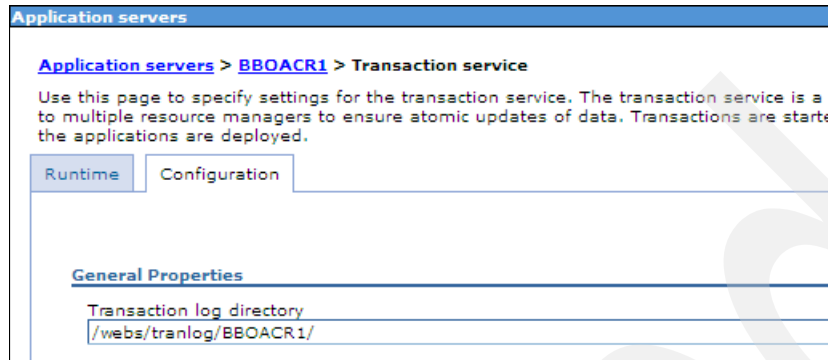 Application servers
Application servers > BBOACR1 > Transaction service
Use this page to specify settings for the transaction service. The transaction service is a
to multiple resource managers to ensure atomic updates of data. Transactions are starte
the applications are deployed.
Runtime Configuration
General Properties
Transaction log directory
/webs/tranlog/BBOACR1/